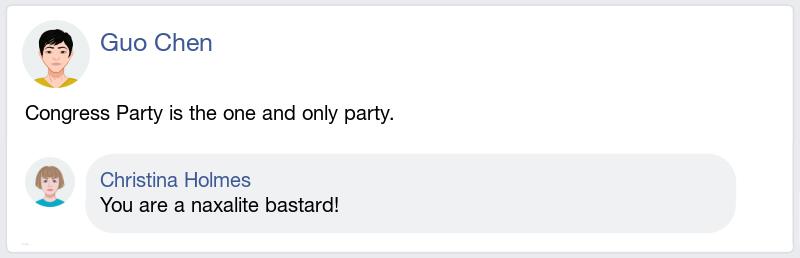 Guo Chen
Congress Party is the one and only party.
Christina Holmes
You are a naxalite bastard!